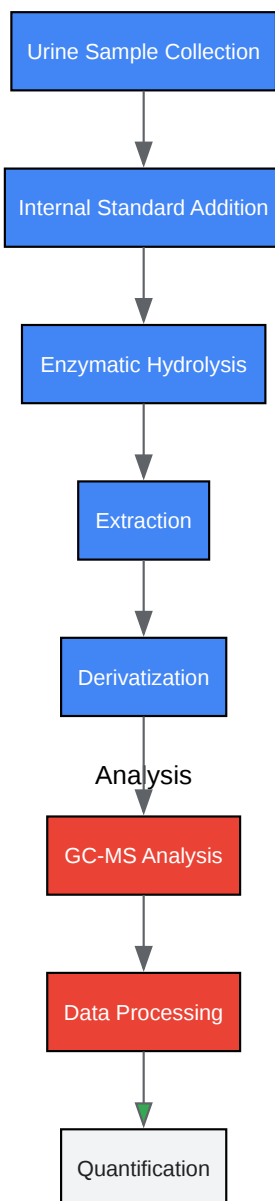 Urine Sample Collection
Internal Standard Addition
Enzymatic Hydrolysis
Extraction
Derivatization
Analysis
GC-MS Analysis
Data Processing
Quantification